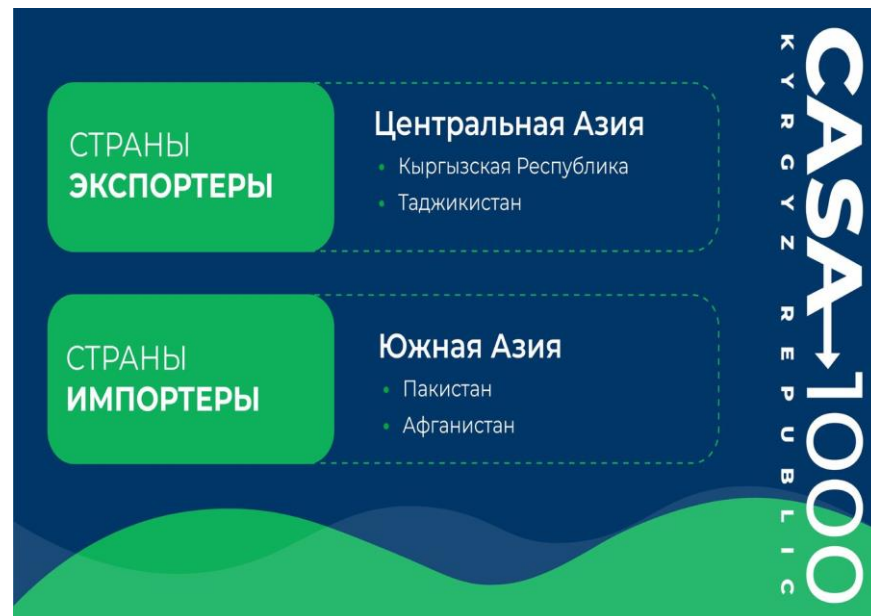 СТРАНЫ
ЭКСПОРТЕРЫ
Центральная Азия
• Кыргызская Республика
• Таджикистан
СТРАНЫ
ИМПОРТЕРЫ
Южная Азия
• Пакистан
• Афганистан
CASA→1000
KYRGYZ REPUBLIC